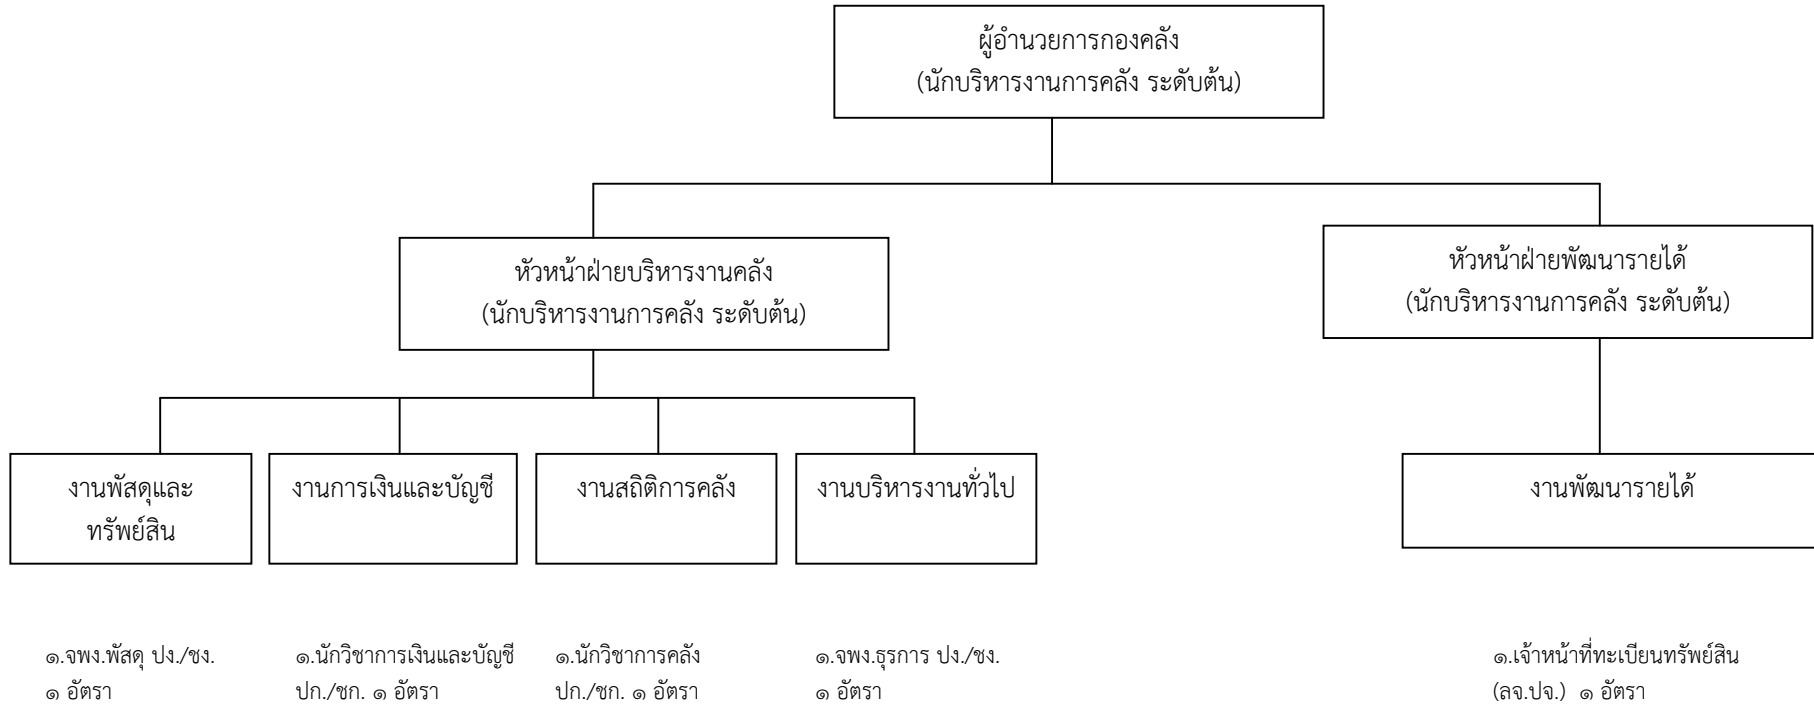 ผู้อำนวยการกองคลัง
(นักบริหารงานการคลัง ระดับต้น)
หัวหน้าฝ่ายบริหารงานคลัง
(นักบริหารงานการคลัง ระดับต้น)
หัวหน้าฝ่ายพัฒนารายได้
(นักบริหารงานการคลัง ระดับต้น)
งานพัสดุและ
ทรัพย์สิน
งานการเงินและบัญชี
งานสถิติการคลัง
งานบริหารงานทั่วไป
งานพัฒนารายได้
๑.จพง.พัสดุ ปง./ชง.
๑ อัตรา
๑.นักวิชาการเงินและบัญชี
ปก./ชก. ๑ อัตรา
๑.นักวิชาการคลัง
ปก./ชก. ๑ อัตรา
๑.จพง.ธุรการ ปง./ชง.
๑ อัตรา
๑.เจ้าหน้าที่ทะเบียนทรัพย์สิน
(ลจ.ปจ.) ๑ อัตรา